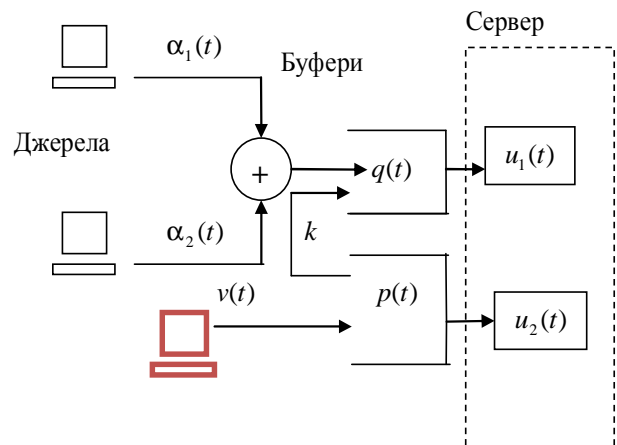 Сервер
α₁(t)
Буфери
Джерела
+
q(t)
u₁(t)
α₂(t)
k
v(t)
p(t)
u₂(t)